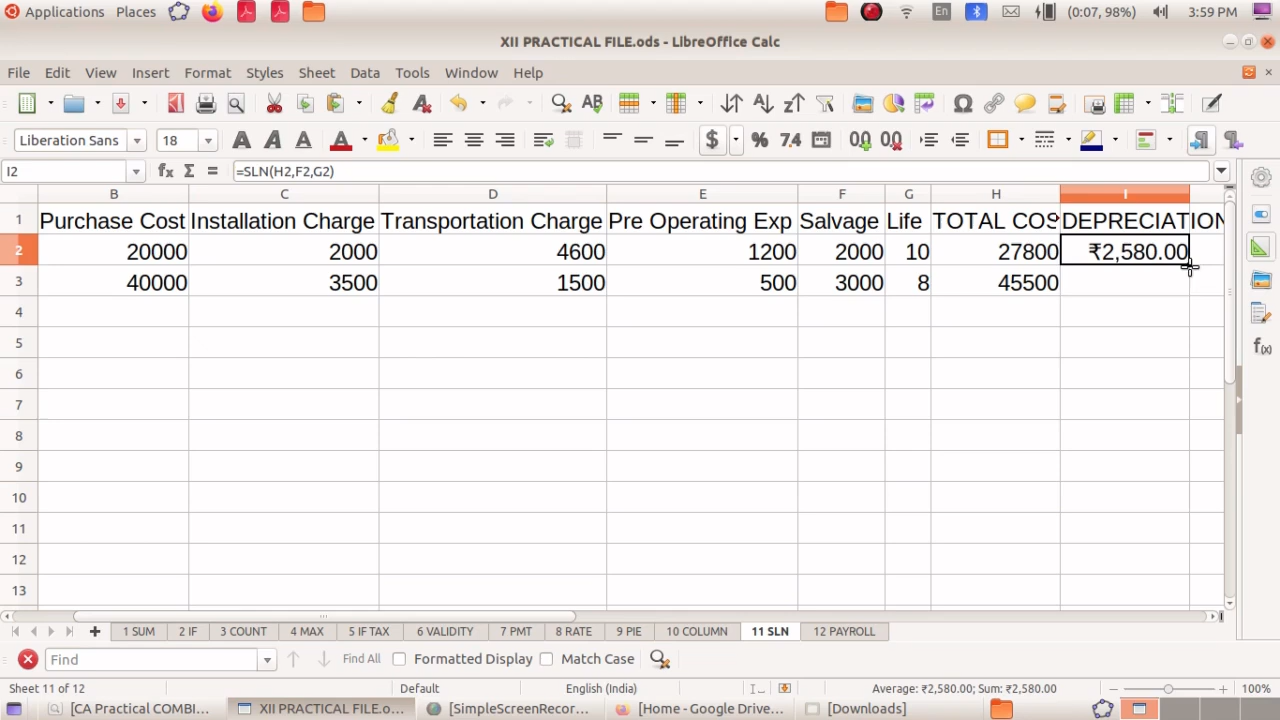 Applications Places En (0:07, 98%) 3:59 PM
XII PRACTICAL FILE.ods - LibreOffice Calc
File Edit View Insert Format Styles Sheet Data Tools Window Help
Liberation Sans 18 $ % 7.4
I2 =SLN(H2,F2,G2)
B C D E F G H I
1 Purchase Cost Installation Charge Transportation Charge Pre Operating Exp Salvage Life TOTAL COS DEPRECIATION
2 20000 2000 4600 1200 2000 10 27800 ₹2,580.00
3 40000 3500 1500 500 3000 8 45500
4
5
6
7
8
9
10
11
12
13
1 SUM 2 IF 3 COUNT 4 MAX 5 IF TAX 6 VALIDITY 7 PMT 8 RATE 9 PIE 10 COLUMN 11 SLN 12 PAYROLL
Find Find All Formatted Display Match Case
Sheet 11 of 12 Default English (India) Average: ₹2,580.00; Sum: ₹2,580.00 100%
[CA Practical COMBI... XII PRACTICAL FILE.o... [SimpleScreenRecor... [Home - Google Drive... [Downloads]